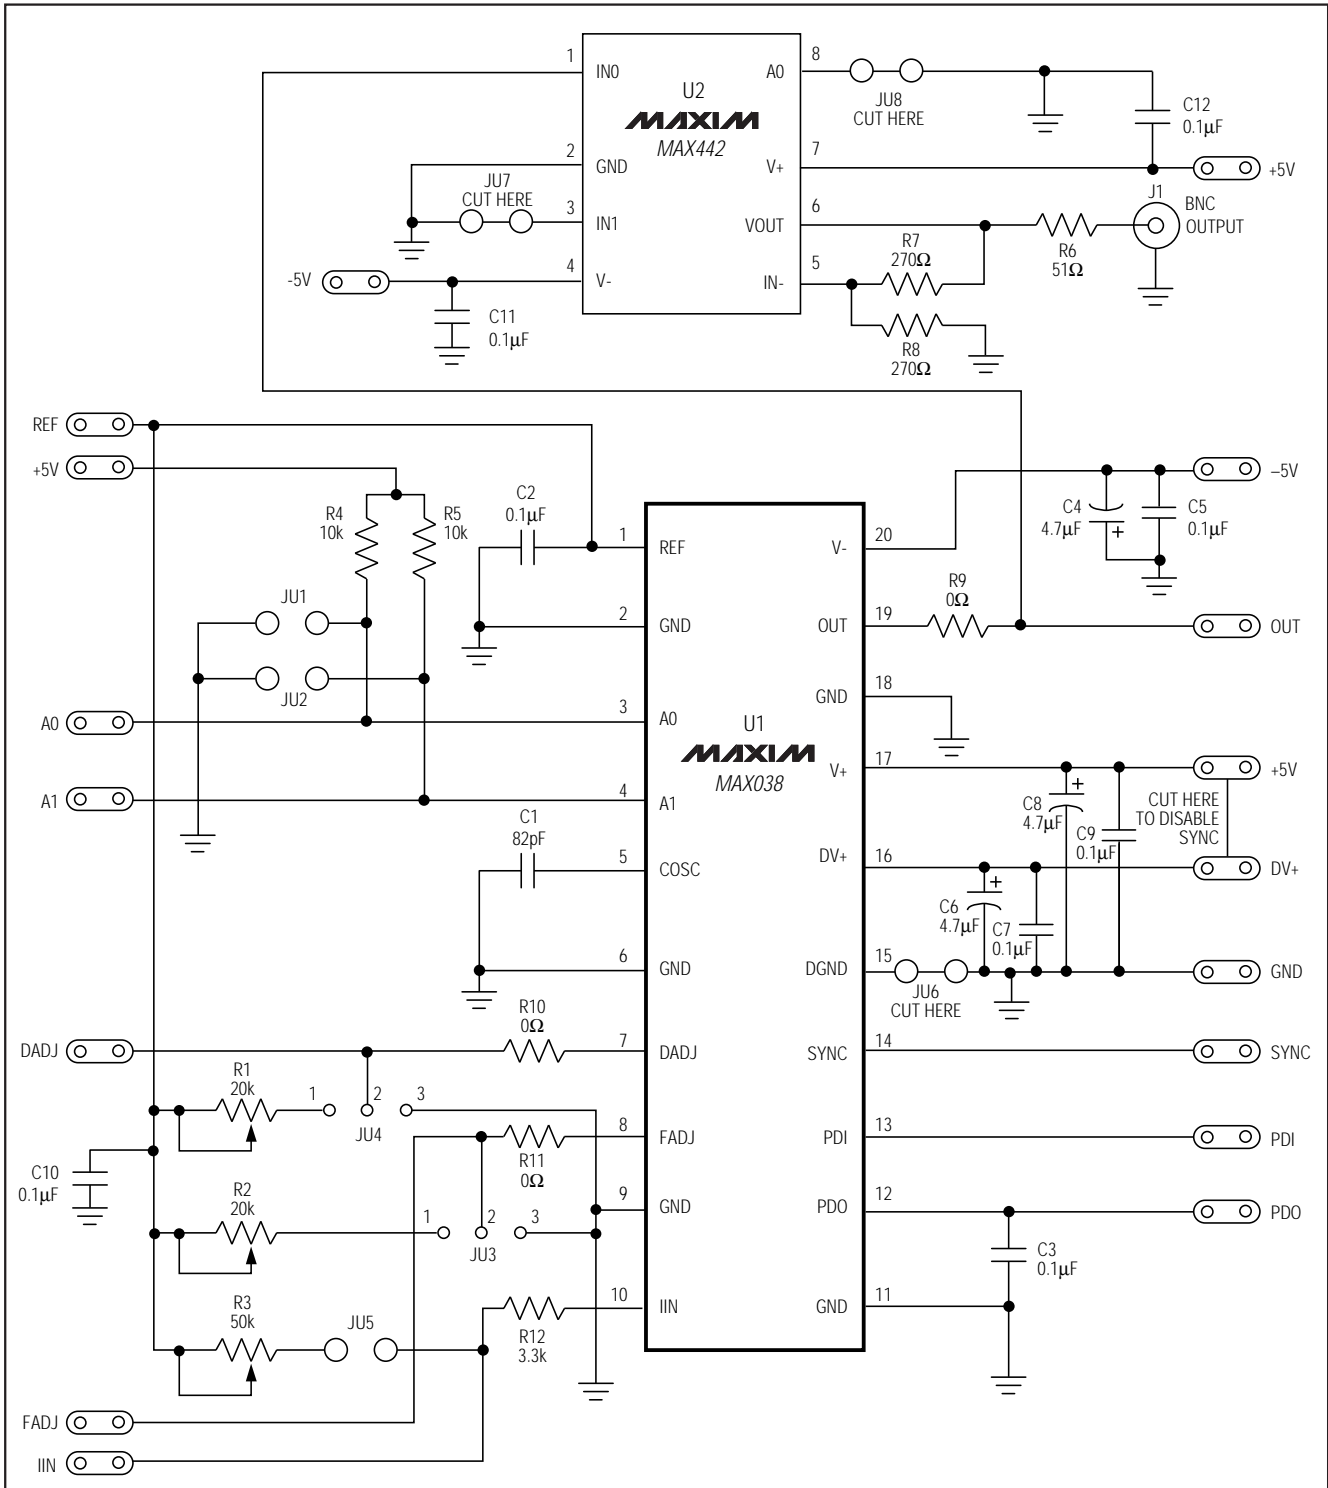 1
IN0
U2
MAXIM
MAX442
A0
8
JU8
CUT HERE
C12
0.1μF
2
GND
V+
7
+5V
JU7
CUT HERE
3
IN1
VOUT
6
J1
BNC
OUTPUT
R7
270Ω
R6
51Ω
-5V
4
V-
IN-
5
C11
0.1μF
R8
270Ω
REF
+5V
R4
10k
R5
10k
C2
0.1μF
1
REF
V-
20
C4
4.7μF
+
C5
0.1μF
–5V
R9
0Ω
JU1
2
GND
OUT
19
OUT
JU2
GND
18
A0
3
A0
U1
MAXIM
MAX038
V+
17
+5V
+
C8
4.7μF
C9
0.1μF
CUT HERE
TO DISABLE
SYNC
A1
4
A1
C1
82pF
5
COSC
DV+
16
DV+
+
C6
4.7μF
C7
0.1μF
6
GND
DGND
15
JU6
CUT HERE
GND
R10
0Ω
DADJ
7
DADJ
SYNC
14
SYNC
R1
20k
1
2
3
JU4
8
FADJ
PDI
13
PDI
R11
0Ω
C10
0.1μF
R2
20k
1
2
3
JU3
9
GND
PDO
12
PDO
C3
0.1μF
R3
50k
JU5
R12
3.3k
10
IIN
GND
11
FADJ
IIN